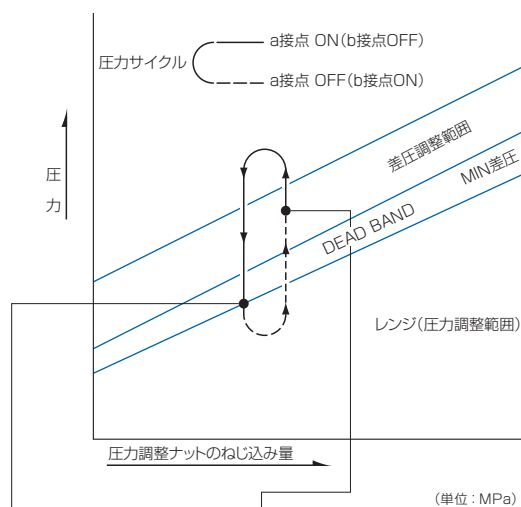 a接点 ON(b接点OFF)
圧力サイクル
a接点 OFF(b接点ON)
圧力
差圧調整範囲
MIN差圧
DEAD BAND
レンジ(圧力調整範囲)
圧力調整ナットのねじ込み量
(単位：MPa)